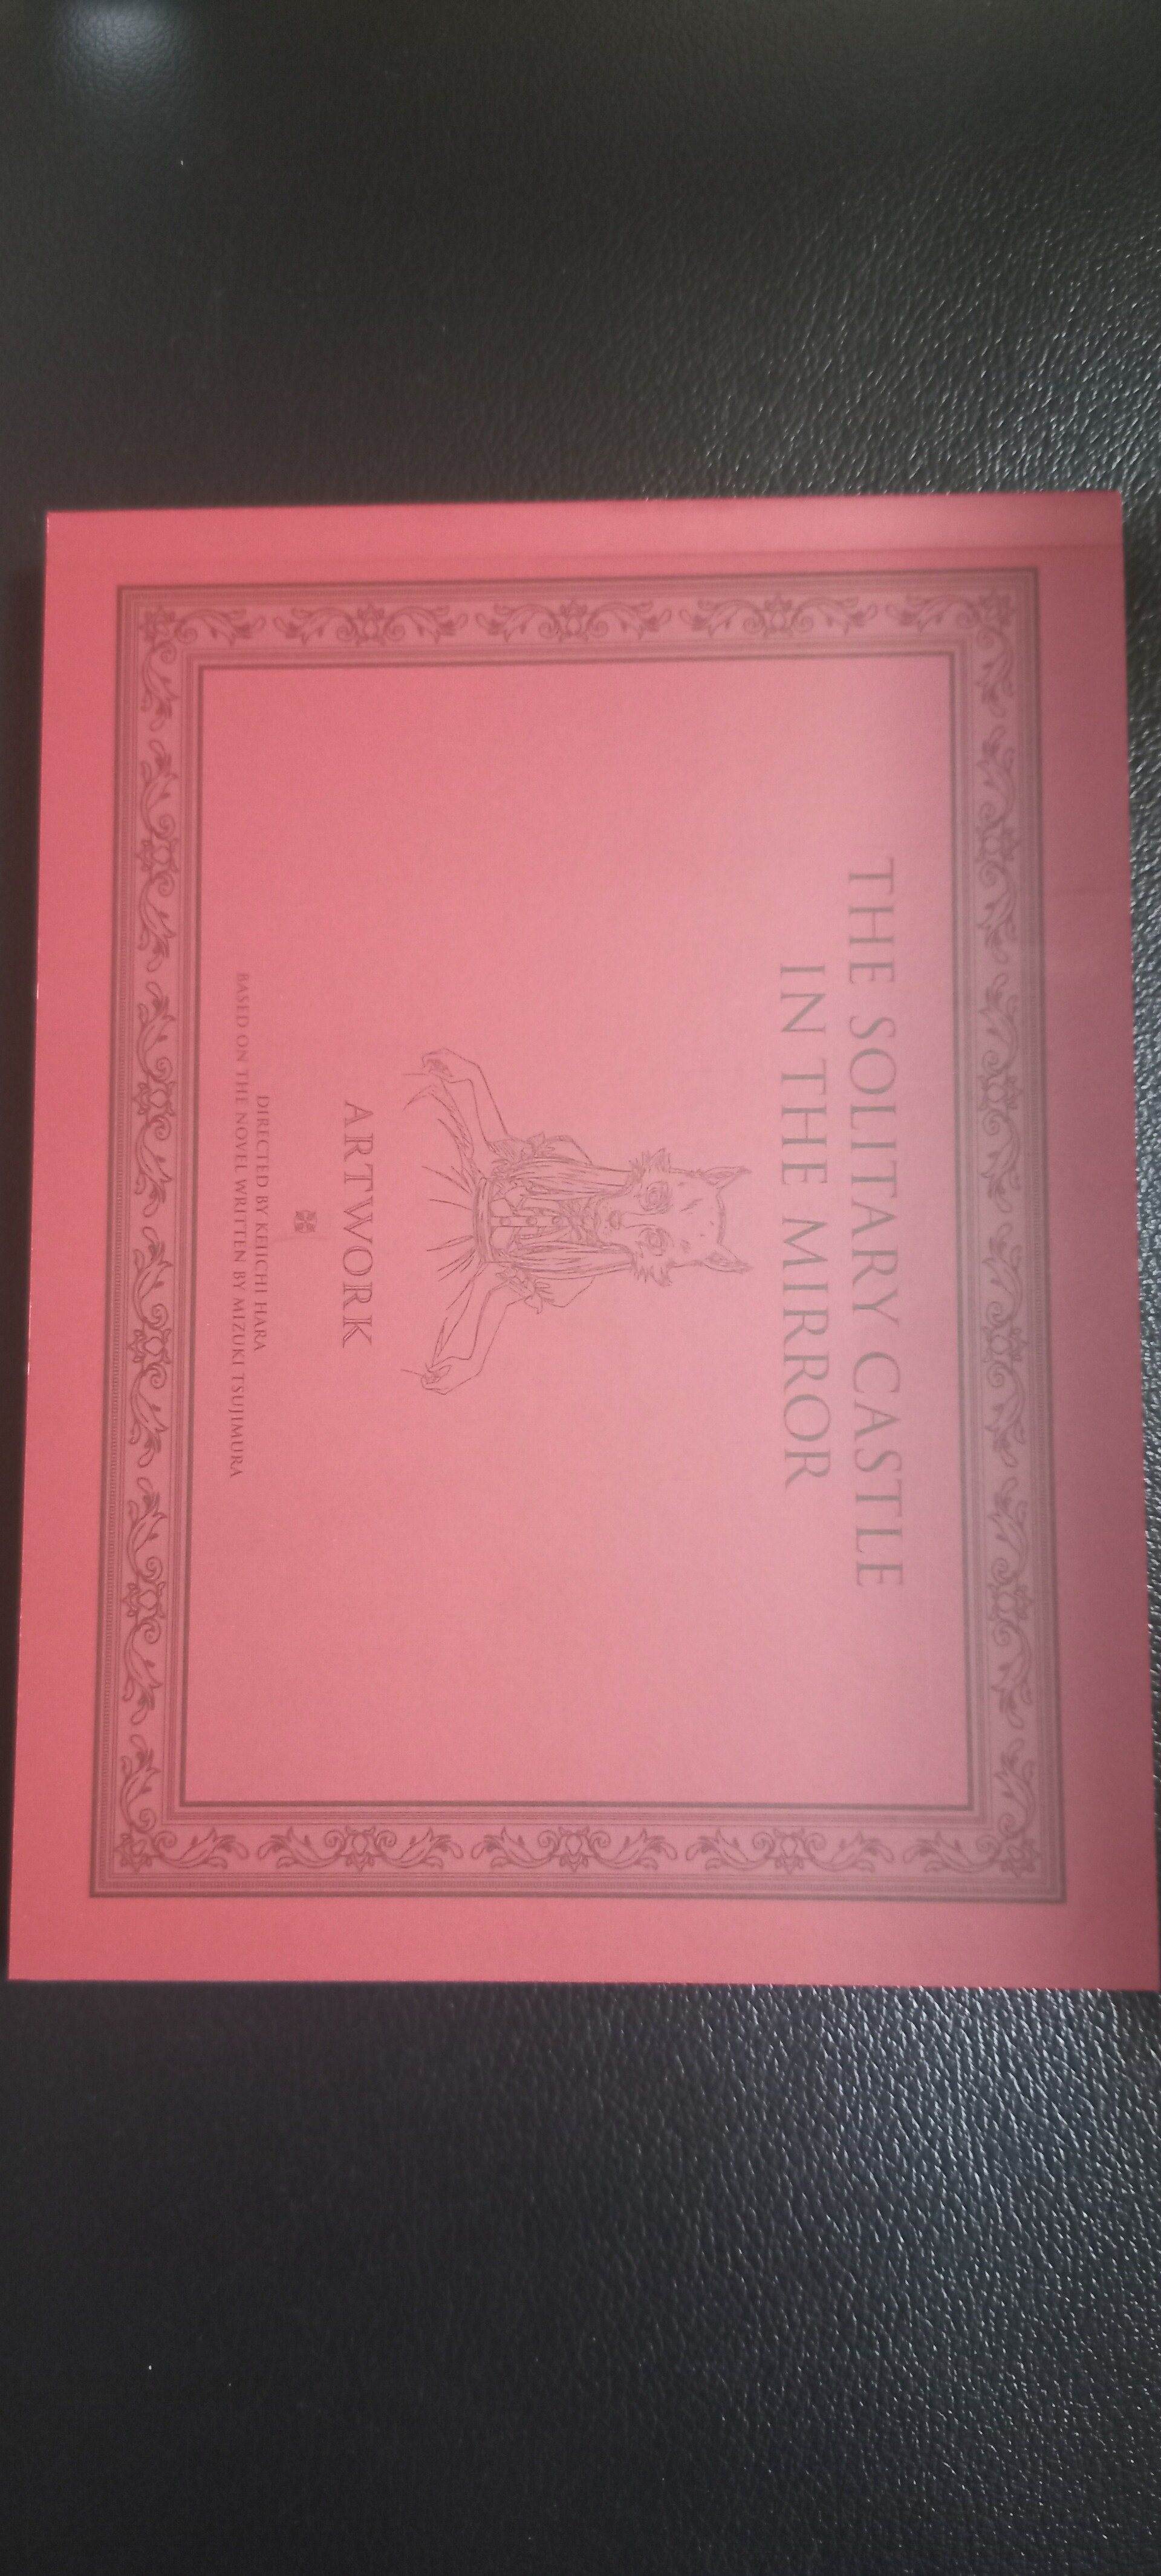 THE SOLITARY CASTLE
IN THE MIRROR
ARTWORK
DIRECTED BY KEIICHI HARA
BASED ON THE NOVEL WRITTEN BY MIZUKI TSUJIMURA